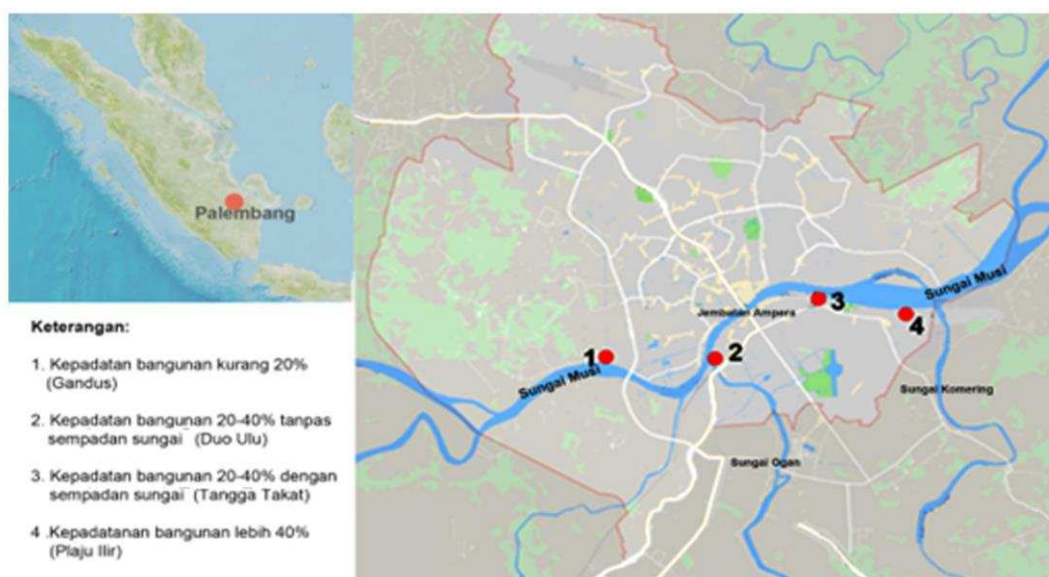 Palembang
Keterangan:
1. Kepadatan bangunan kurang 20%
(Gandus)
2. Kepadatan bangunan 20-40% tanpas
sempadan sungai¯ (Duo Ulu)
3. Kepadatan bangunan 20-40% dengan
sempadan sungai¯ (Tangga Takat)
4 .Kepadatanan bangunan lebih 40%
(Plaju Ilir)
Sungai Musi
3
Jembatan Ampera
4
1
2
Sungai Musi
Sungai Komering
Sungai Ogan